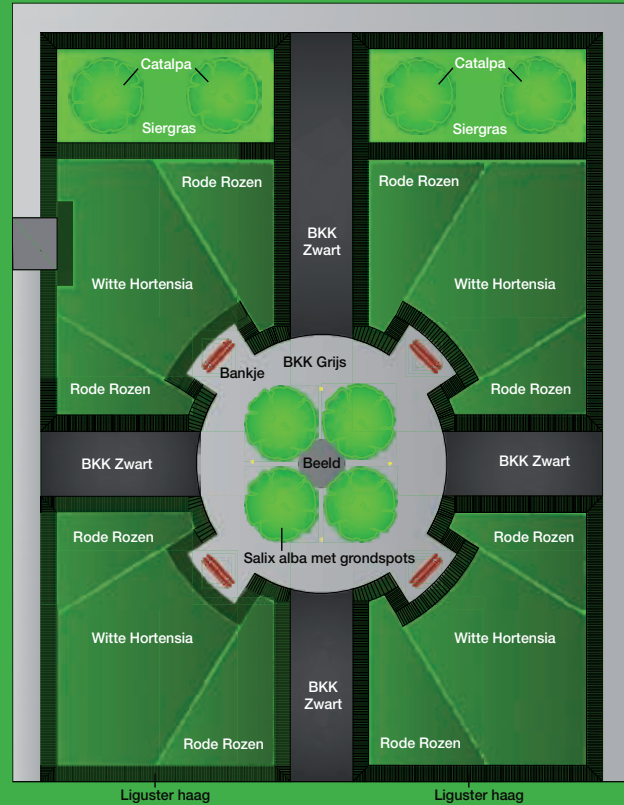 Catalpa
Catalpa
Siergras
Siergras
Rode Rozen
Rode Rozen
BKK
Zwart
Witte Hortensia
Witte Hortensia
BKK Grijs
Bankje
Rode Rozen
Rode Rozen
BKK Zwart
Beeld
BKK Zwart
Rode Rozen
Rode Rozen
Salix alba met grondspots
Witte Hortensia
Witte Hortensia
BKK
Zwart
Rode Rozen
Rode Rozen
Liguster haag
Liguster haag